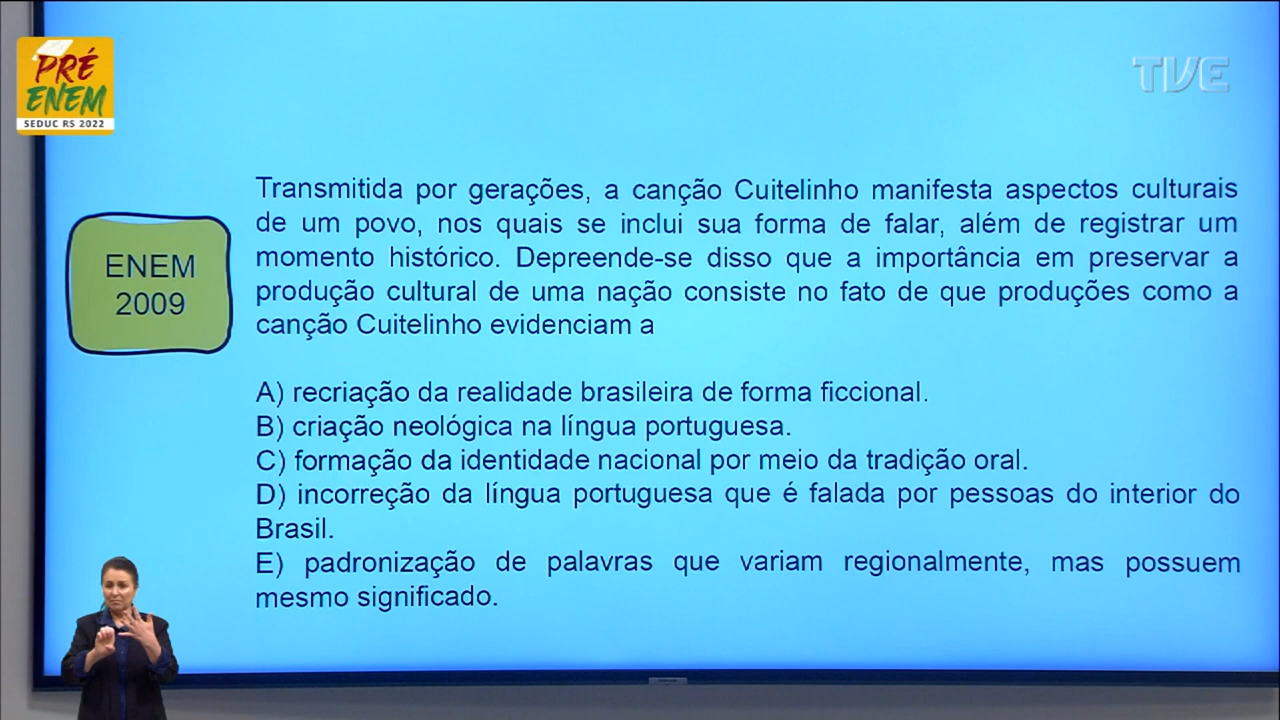 PRÉ
ENEM
SEDUC RS 2022
TVE
ENEM
2009
Transmitida por gerações, a canção Cuitelinho manifesta aspectos culturais
de um povo, nos quais se inclui sua forma de falar, além de registrar um
momento histórico. Depreende-se disso que a importância em preservar a
produção cultural de uma nação consiste no fato de que produções como a
canção Cuitelinho evidenciam a
A) recriação da realidade brasileira de forma ficcional.
B) criação neológica na língua portuguesa.
C) formação da identidade nacional por meio da tradição oral.
D) incorreção da língua portuguesa que é falada por pessoas do interior do
Brasil.
E) padronização de palavras que variam regionalmente, mas possuem
mesmo significado.